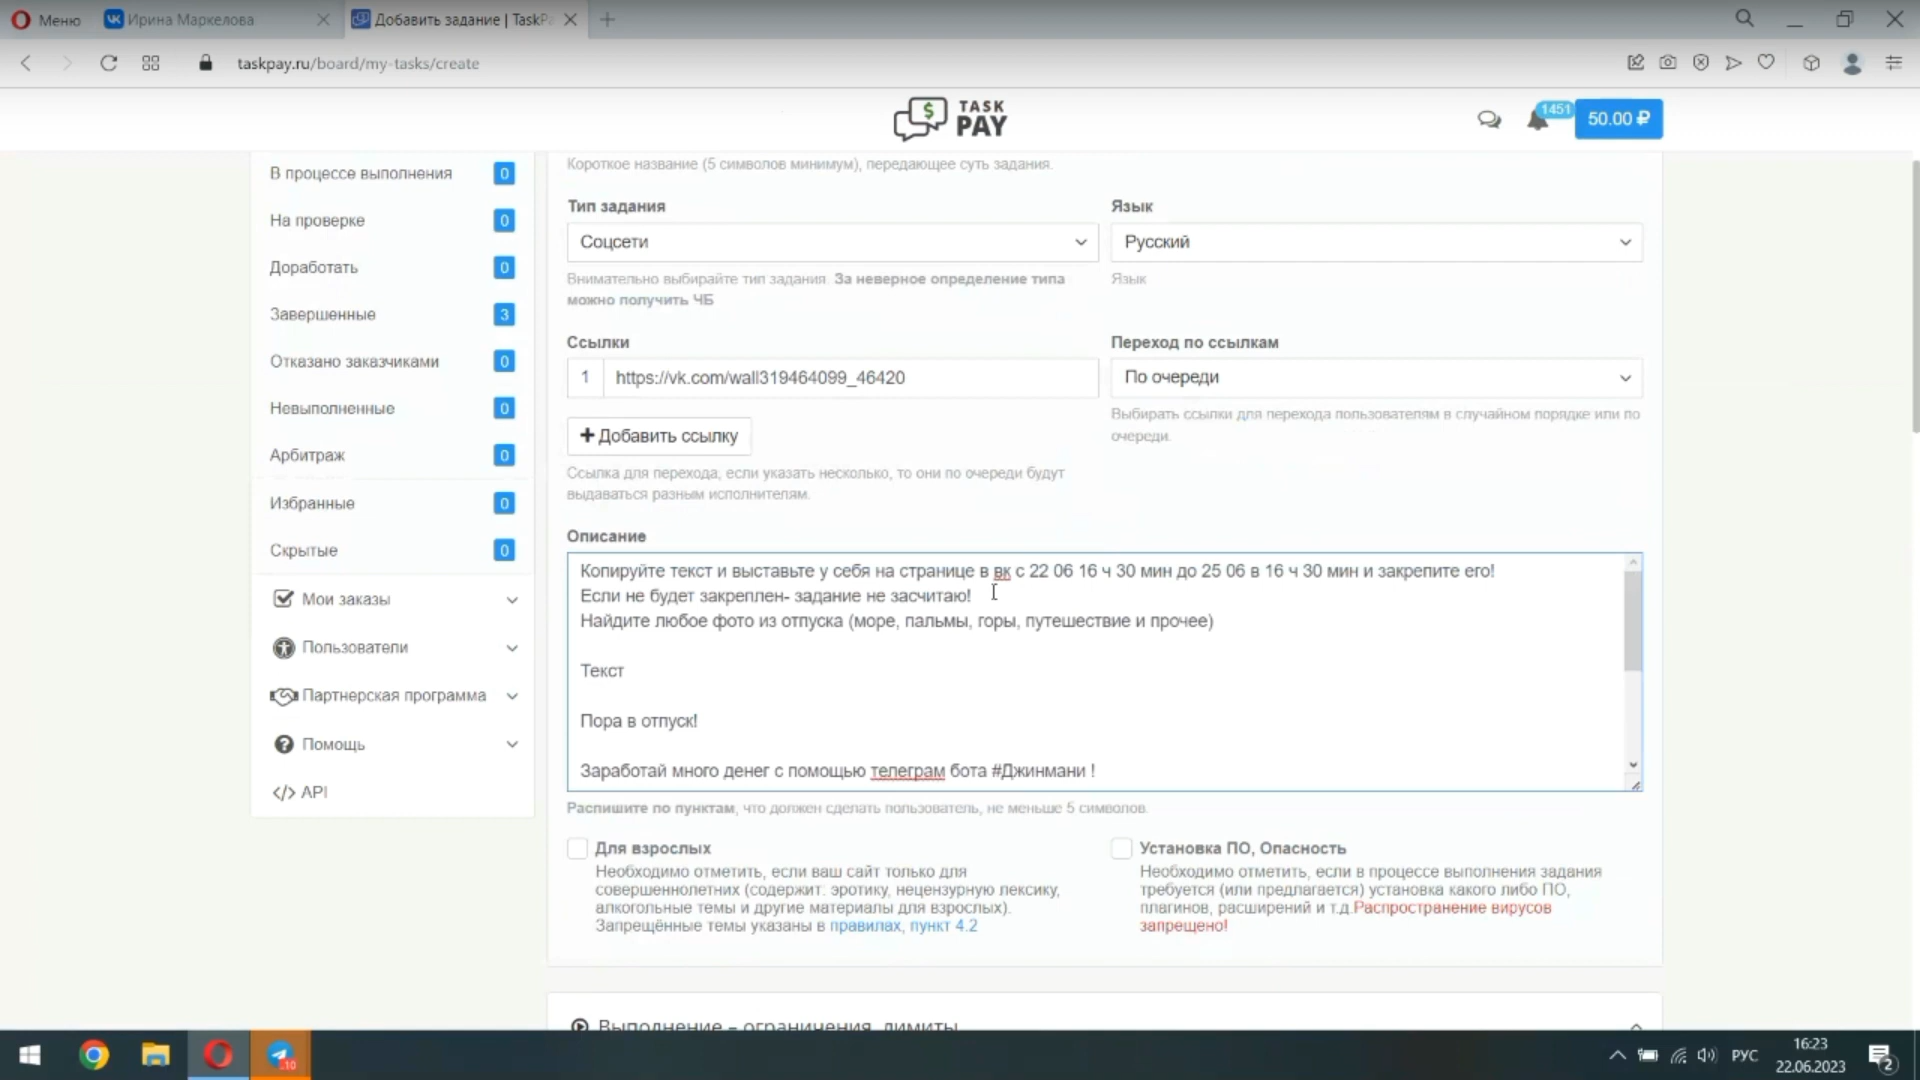 Меню
Ирина Маркелова
Добавить задание | TaskPa
taskpay.ru/board/my-tasks/create
TASK
PAY
1451
50.00 ₽
В процессе выполнения 0
На проверке 0
Доработать 0
Завершенные 3
Отказано заказчиками 0
Невыполненные 0
Арбитраж 0
Избранные 0
Скрытые 0
Мои заказы
Пользователи
Партнерская программа
Помощь
</> API
Короткое название (5 символов минимум), передающее суть задания.
Тип задания
Соцсети
Внимательно выбирайте тип задания. За неверное определение типа
можно получить ЧБ
Язык
Русский
Язык
Ссылки
1 https://vk.com/wall319464099_46420
+ Добавить ссылку
Ссылка для перехода, если указать несколько, то они по очереди будут
выдаваться разным исполнителям.
Переход по ссылкам
По очереди
Выбирать ссылки для перехода пользователям в случайном порядке или по
очереди.
Описание
Копируйте текст и выставьте у себя на странице в вк с 22 06 16 ч 30 мин до 25 06 в 16 ч 30 мин и закрепите его!
Если не будет закреплен- задание не засчитаю!
Найдите любое фото из отпуска (море, пальмы, горы, путешествие и прочее)
Текст
Пора в отпуск!
Заработай много денег с помощью телеграм бота #Джинмани !
Распишите по пунктам, что должен сделать пользователь, не меньше 5 символов.
Для взрослых
Необходимо отметить, если ваш сайт только для
совершеннолетних (содержит: эротику, нецензурную лексику,
алкогольные темы и другие материалы для взрослых).
Запрещённые темы указаны в правилах, пункт 4.2
Установка ПО, Опасность
Необходимо отметить, если в процессе выполнения задания
требуется (или предлагается) установка какого либо ПО,
плагинов, расширений и т.д.Распространение вирусов
запрещено!
Выполнение – ограничения, лимиты
10
РУС
16:23
22.06.2023
2